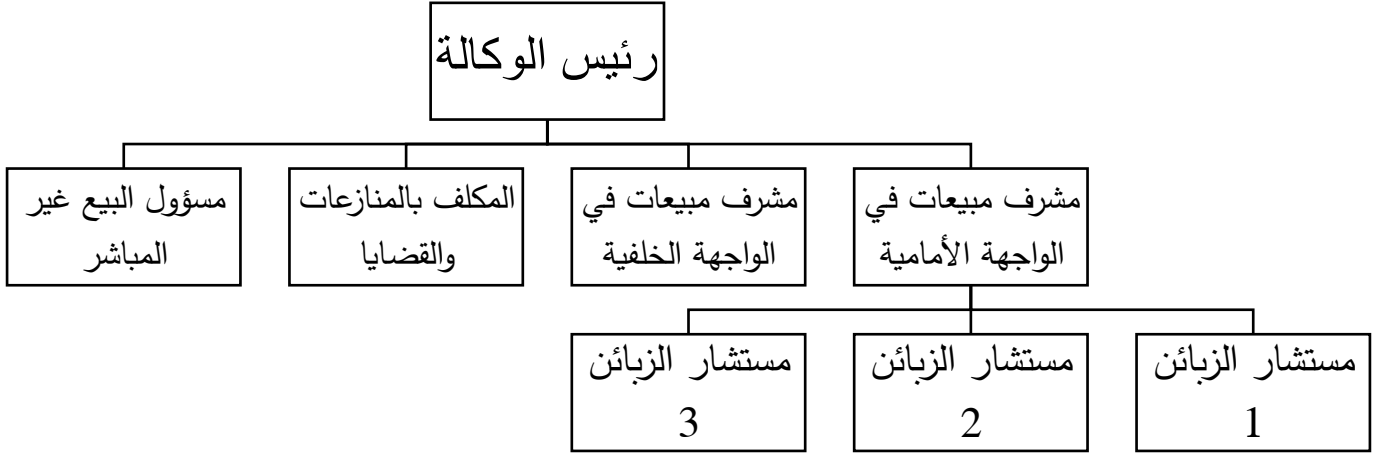 رئيس الوكالة
مشرف مبيعات في
الواجهة الأمامية
مشرف مبيعات في
الواجهة الخلفية
المكلف بالمنازعات
والقضايا
مسؤول البيع غير
المباشر
مستشار الزبائن
1
مستشار الزبائن
2
مستشار الزبائن
3